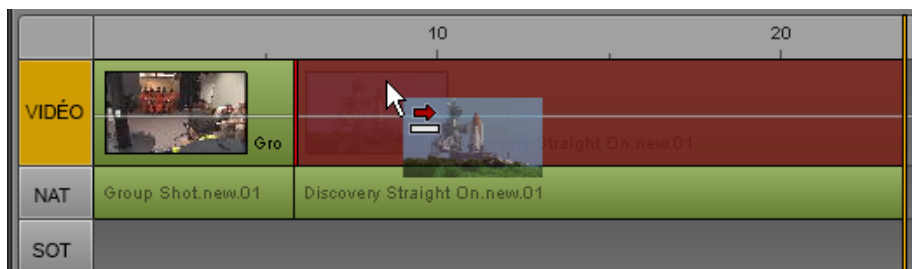 10 20
VIDÉO
Gro
Discovery Straight On.new.01
NAT Group Shot.new.01 Discovery Straight On.new.01
SOT